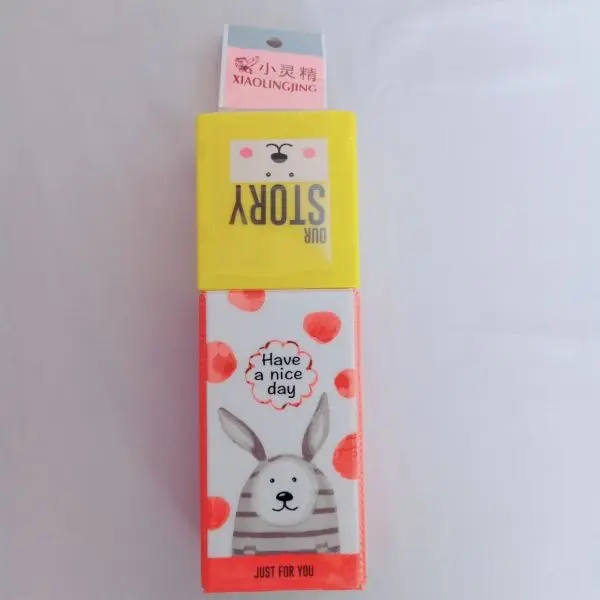 小灵精
XIAOLINGJING
OUR
STORY
Have
a nice
day
JUST FOR YOU